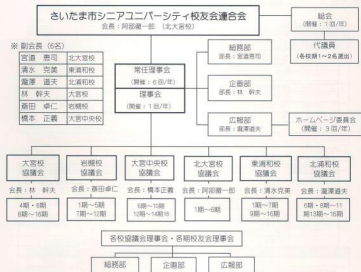 さいたま市シニアユニバーシティ校友会連合会
会長：阿部徹一郎（北大宮校）
総会
（開催：1回/年）
代議員
（各校期1～2名選出）
※ 副会長（6名）
宮道 惠司 北大宮校
清水 克美 東浦和校
瀧澤 道夫 北浦和校
林 幹夫 大宮校
斎田 卓仁 岩槻校
橋本 正義 大宮中央校
常任理事会
（開催：6回/年）
理事会
（開催：1回/年）
総務部
部長：宮道惠司
企画部
部長：林 幹夫
広報部
部長：瀧澤道夫
ホームページ委員会
（開催：3回/年）
大宮校
協議会
会長：林 幹夫
4期・6期
8期～16期
岩槻校
協議会
会長：斎田卓仁
1期～5期
7期～12期
大宮中央校
協議会
会長：橋本正義
6期～10期
12期～14期16
北大宮校
協議会
会長：阿部徹一郎
1期～6期
東浦和校
協議会
会長：清水克美
1期～7期
9期～16期
北浦和校
協議会
会長：瀧澤道夫
6期・8期～11
期13期～16期
各校協議会理事会・各期校友会理事会
総務部
企画部
広報部